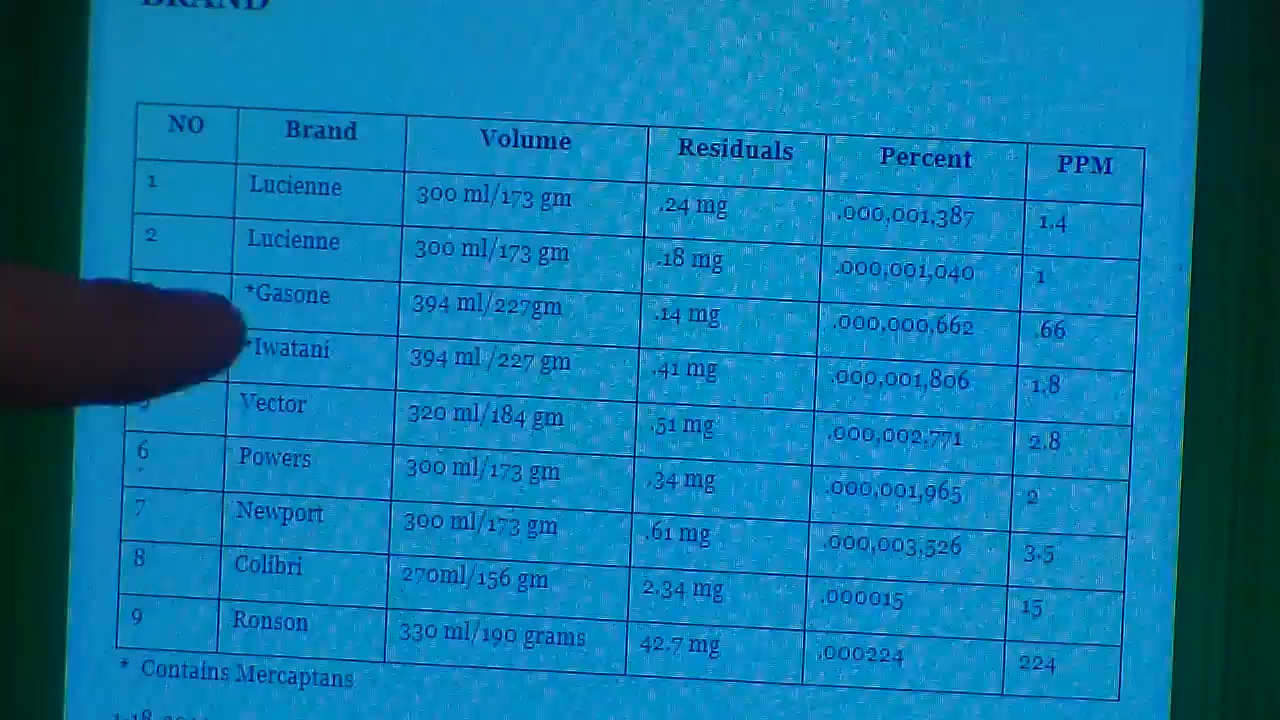 BRAND
NO Brand Volume Residuals Percent PPM
1 Lucienne 300 ml/173 gm .24 mg .000,001,387 1.4
2 Lucienne 300 ml/173 gm .18 mg .000,001,040 1
*Gasone 394 ml/227gm .14 mg .000,000,662 .66
*Iwatani 394 ml /227 gm .41 mg .000,001,806 1.8
5 Vector 320 ml/184 gm .51 mg .000,002,771 2.8
6 Powers 300 ml/173 gm .34 mg .000,001,965 2
7 Newport 300 ml/173 gm .61 mg .000,003,526 3.5
8 Colibri 270ml/156 gm 2.34 mg .000015 15
9 Ronson 330 ml/190 grams 42.7 mg .000224 224
* Contains Mercaptans